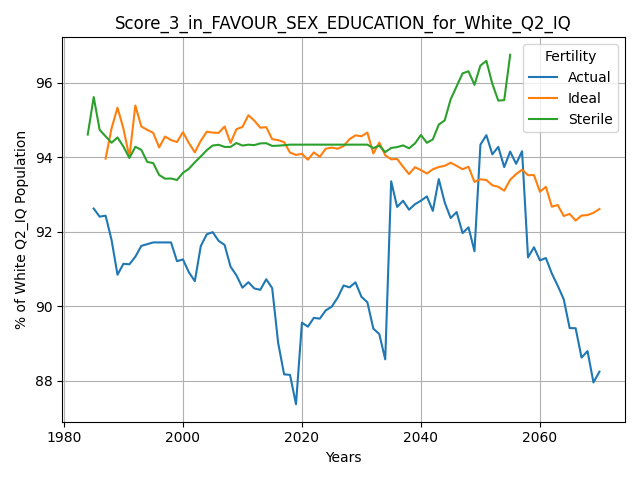 Score_3_in_FAVOUR_SEX_EDUCATION_for_White_Q2_IQ
Fertility
Actual
Ideal
Sterile
% of White Q2_IQ Population
96
94
92
90
88
1980
2000
2020
2040
2060
Years